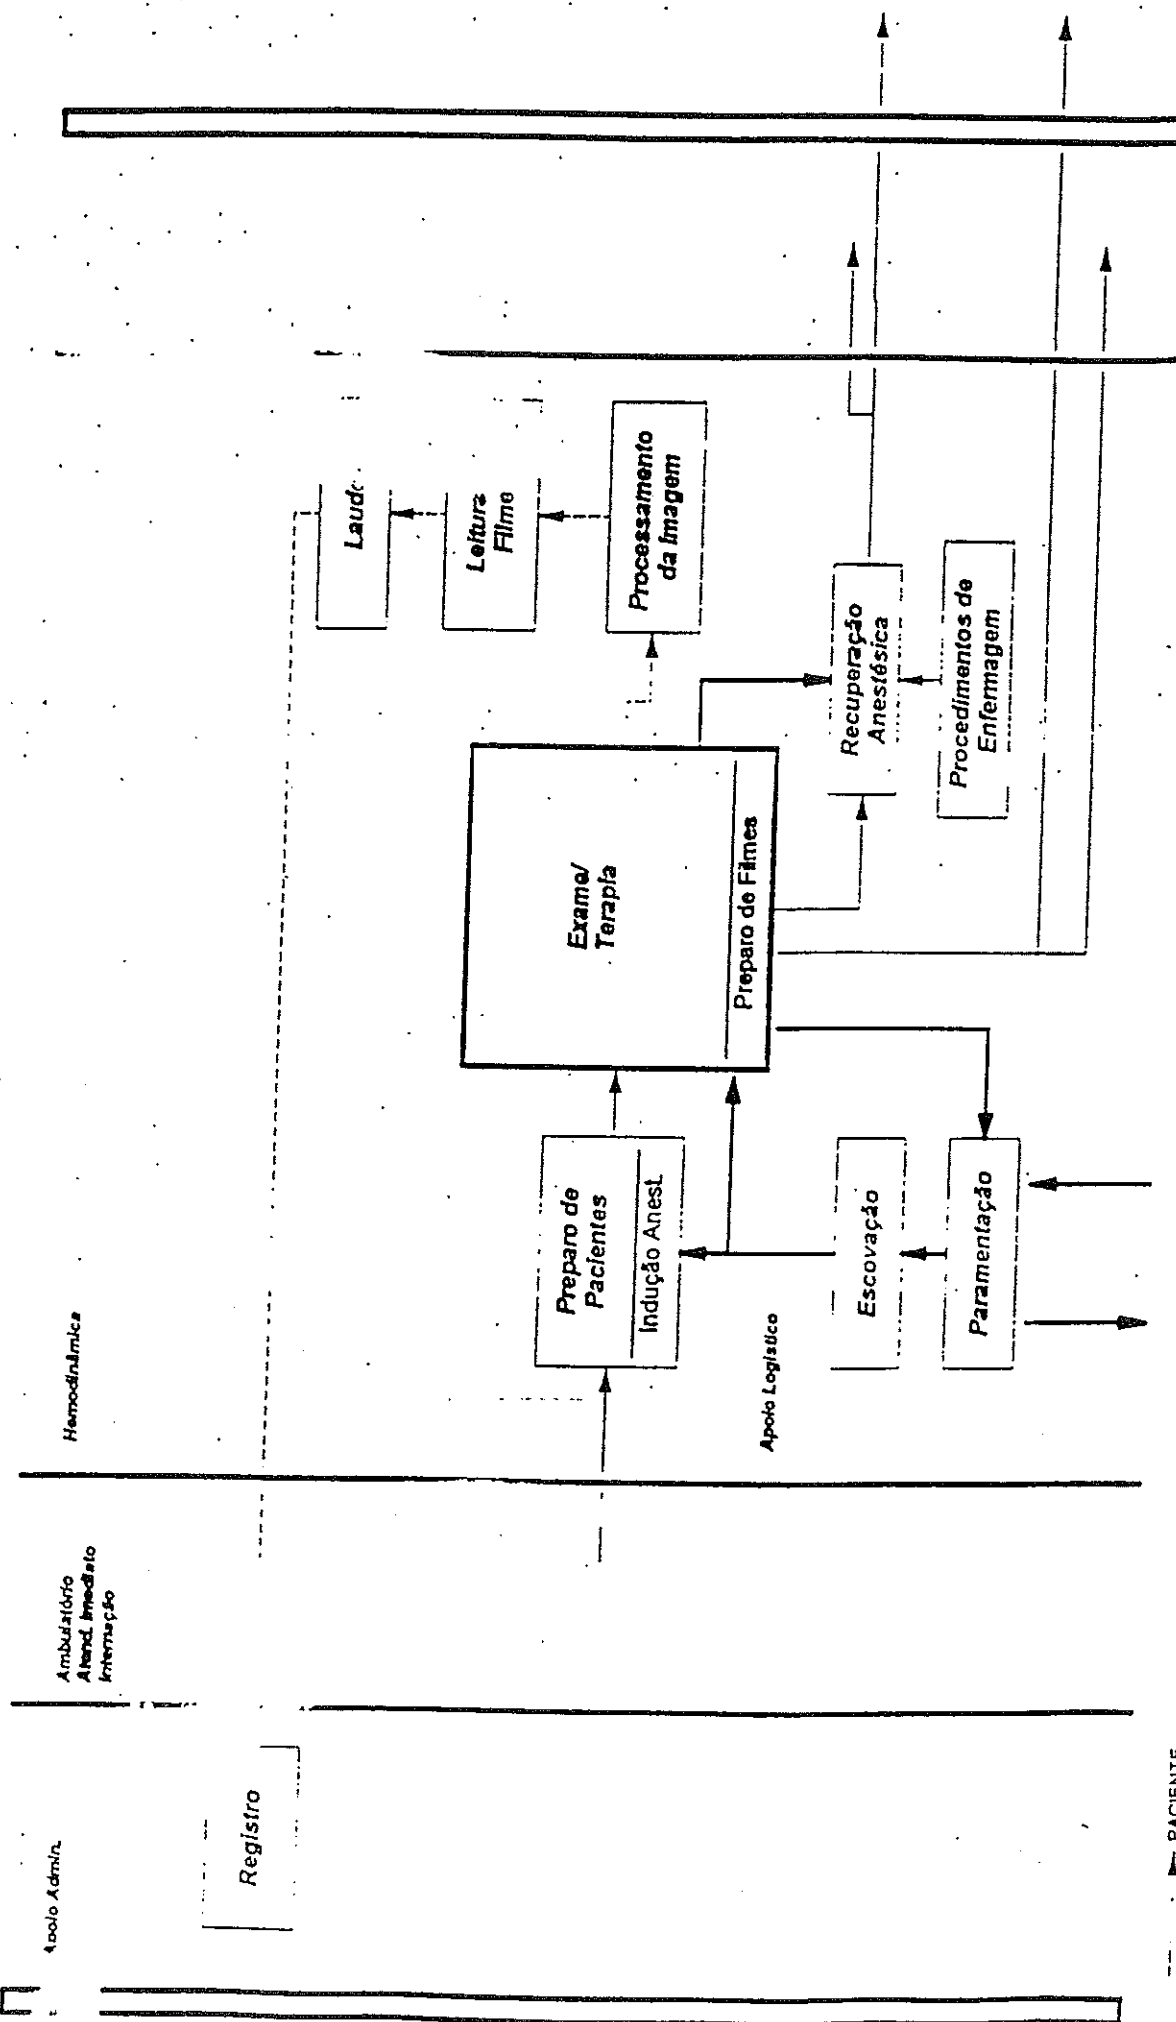 Apoio Admin.
Ambulatório
Atend. Imediato
Internação
Hemodinâmica
Registro
Laudo
Leitura
Filme
Processamento
da Imagem
Exame/
Terapia
Preparo de Filmes
Preparo de
Pacientes
Indução Anest.
Recuperação
Anestésica
Procedimentos de
Enfermagem
Apoio Logístico
Escovação
Paramentação
PACIENTE